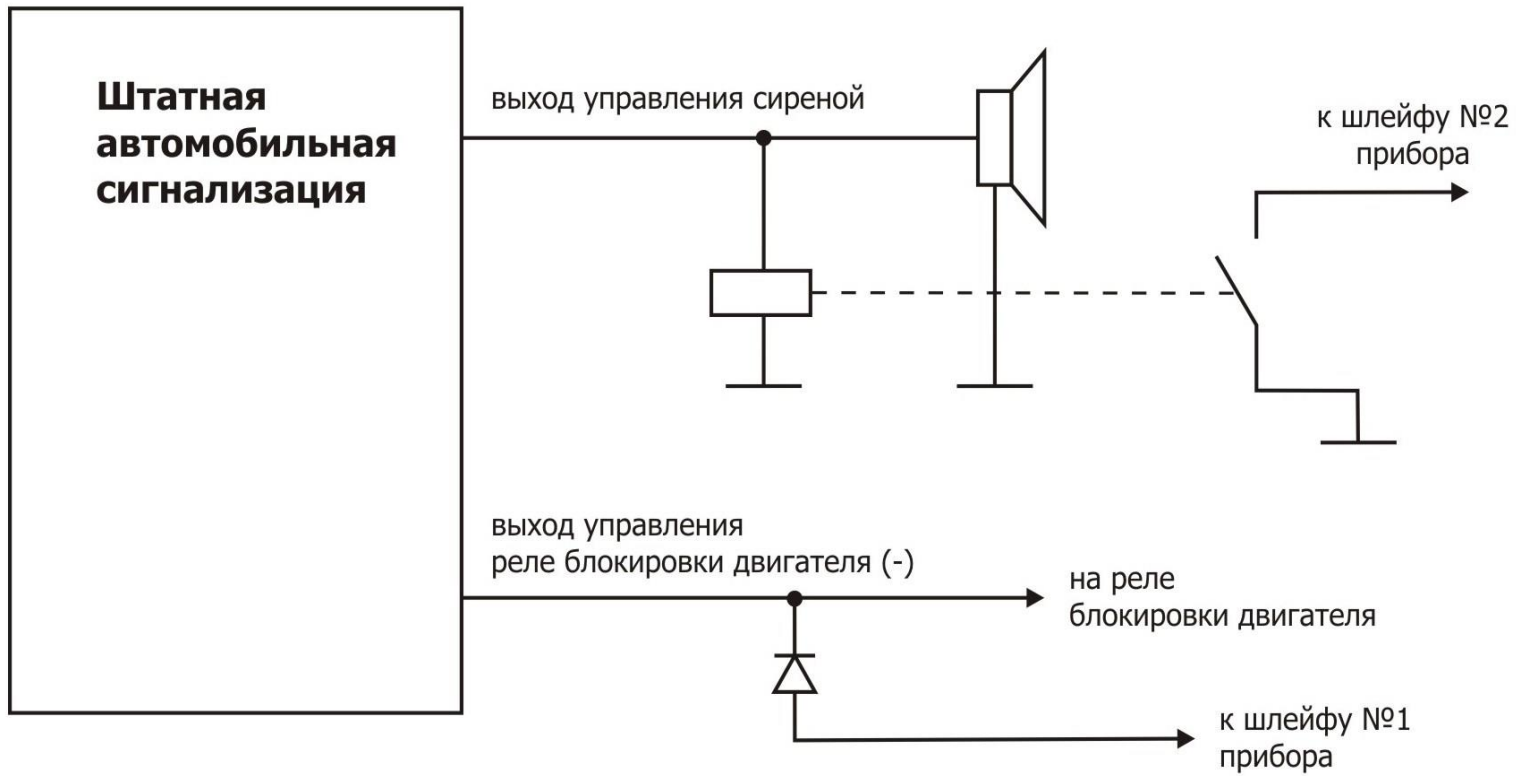 Штатная
автомобильная
сигнализация
выход управления сиреной
к шлейфу №2
прибора
выход управления
реле блокировки двигателя (-)
на реле
блокировки двигателя
к шлейфу №1
прибора